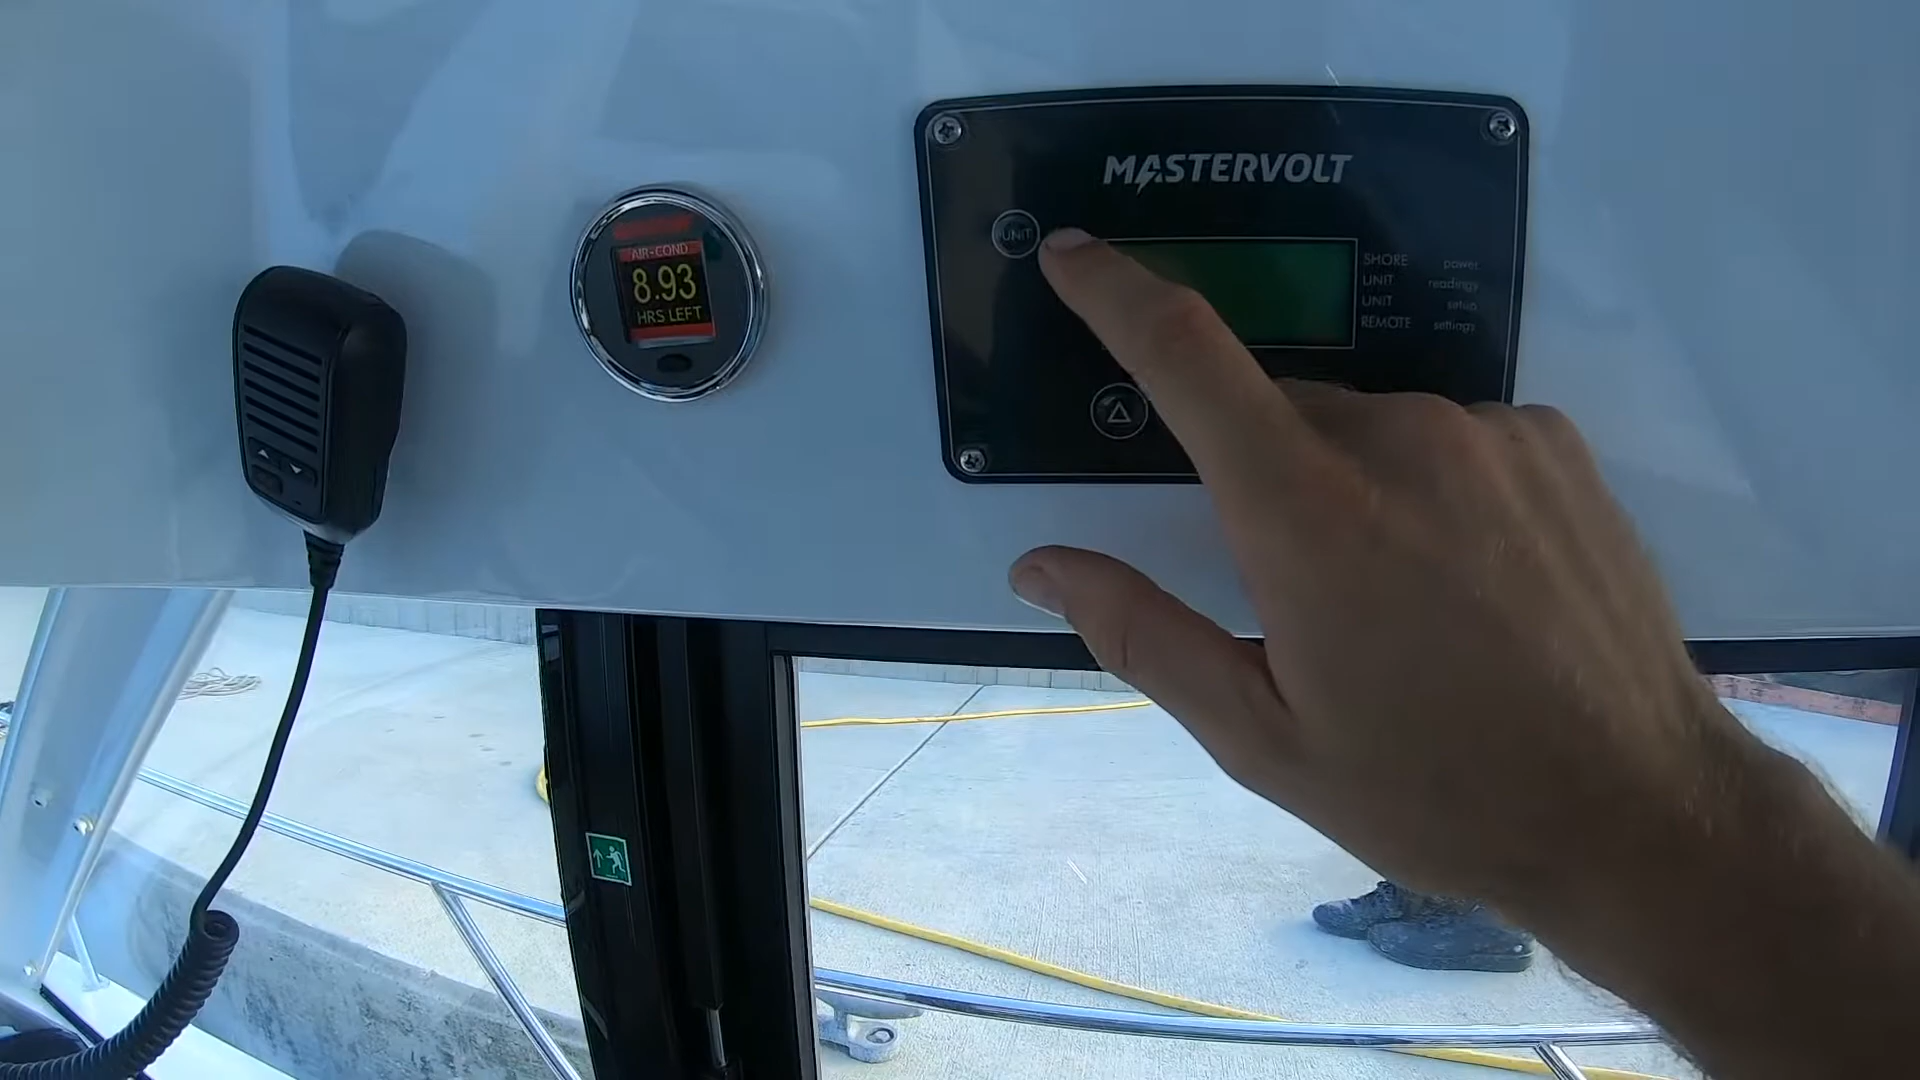 AIR-COND
8.93
HRS LEFT
MASTERVOLT
UNIT
SHORE power
UNIT readings
UNIT setup
REMOTE settings